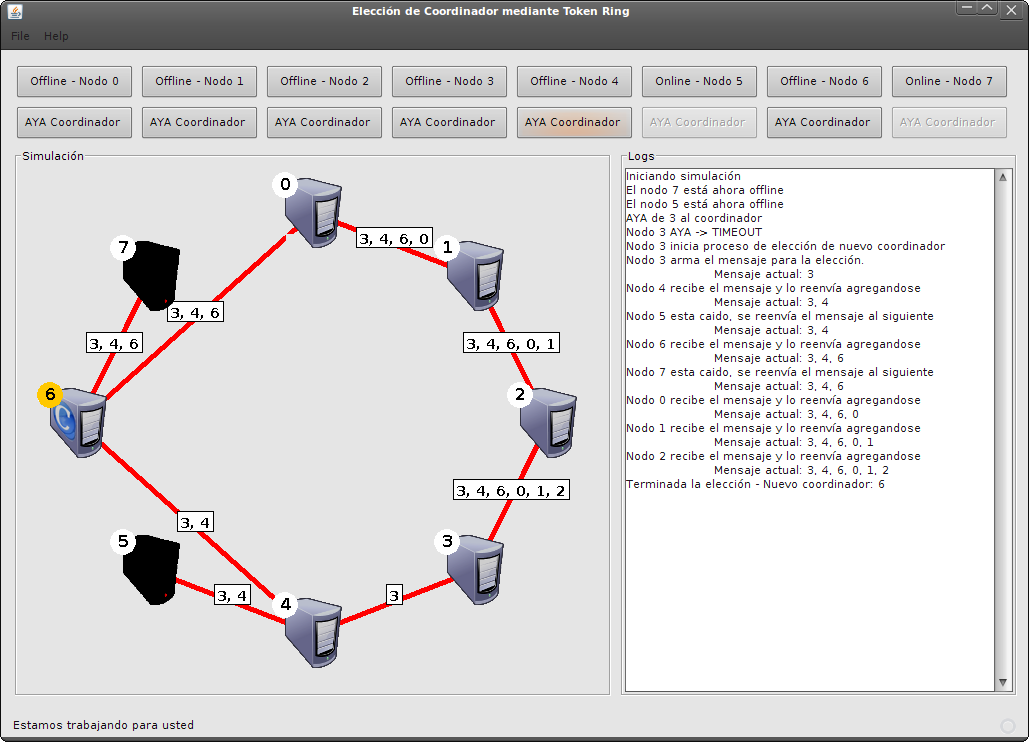 Elección de Coordinador mediante Token Ring
File Help
Offline - Nodo 0 Offline - Nodo 1 Offline - Nodo 2 Offline - Nodo 3 Offline - Nodo 4 Online - Nodo 5 Offline - Nodo 6 Online - Nodo 7
AYA Coordinador AYA Coordinador AYA Coordinador AYA Coordinador AYA Coordinador AYA Coordinador AYA Coordinador AYA Coordinador
Simulación
0
3, 4, 6, 0
1
7
3, 4, 6
3, 4, 6
3, 4, 6, 0, 1
6
2
3, 4, 6, 0, 1, 2
3, 4
5
3
3, 4
3
4
Logs
Iniciando simulación
El nodo 7 está ahora offline
El nodo 5 está ahora offline
AYA de 3 al coordinador
Nodo 3 AYA -> TIMEOUT
Nodo 3 inicia proceso de elección de nuevo coordinador
Nodo 3 arma el mensaje para la elección.
Mensaje actual: 3
Nodo 4 recibe el mensaje y lo reenvía agregandose
Mensaje actual: 3, 4
Nodo 5 esta caido, se reenvía el mensaje al siguiente
Mensaje actual: 3, 4
Nodo 6 recibe el mensaje y lo reenvía agregandose
Mensaje actual: 3, 4, 6
Nodo 7 esta caido, se reenvía el mensaje al siguiente
Mensaje actual: 3, 4, 6
Nodo 0 recibe el mensaje y lo reenvía agregandose
Mensaje actual: 3, 4, 6, 0
Nodo 1 recibe el mensaje y lo reenvía agregandose
Mensaje actual: 3, 4, 6, 0, 1
Nodo 2 recibe el mensaje y lo reenvía agregandose
Mensaje actual: 3, 4, 6, 0, 1, 2
Terminada la elección - Nuevo coordinador: 6
Estamos trabajando para usted